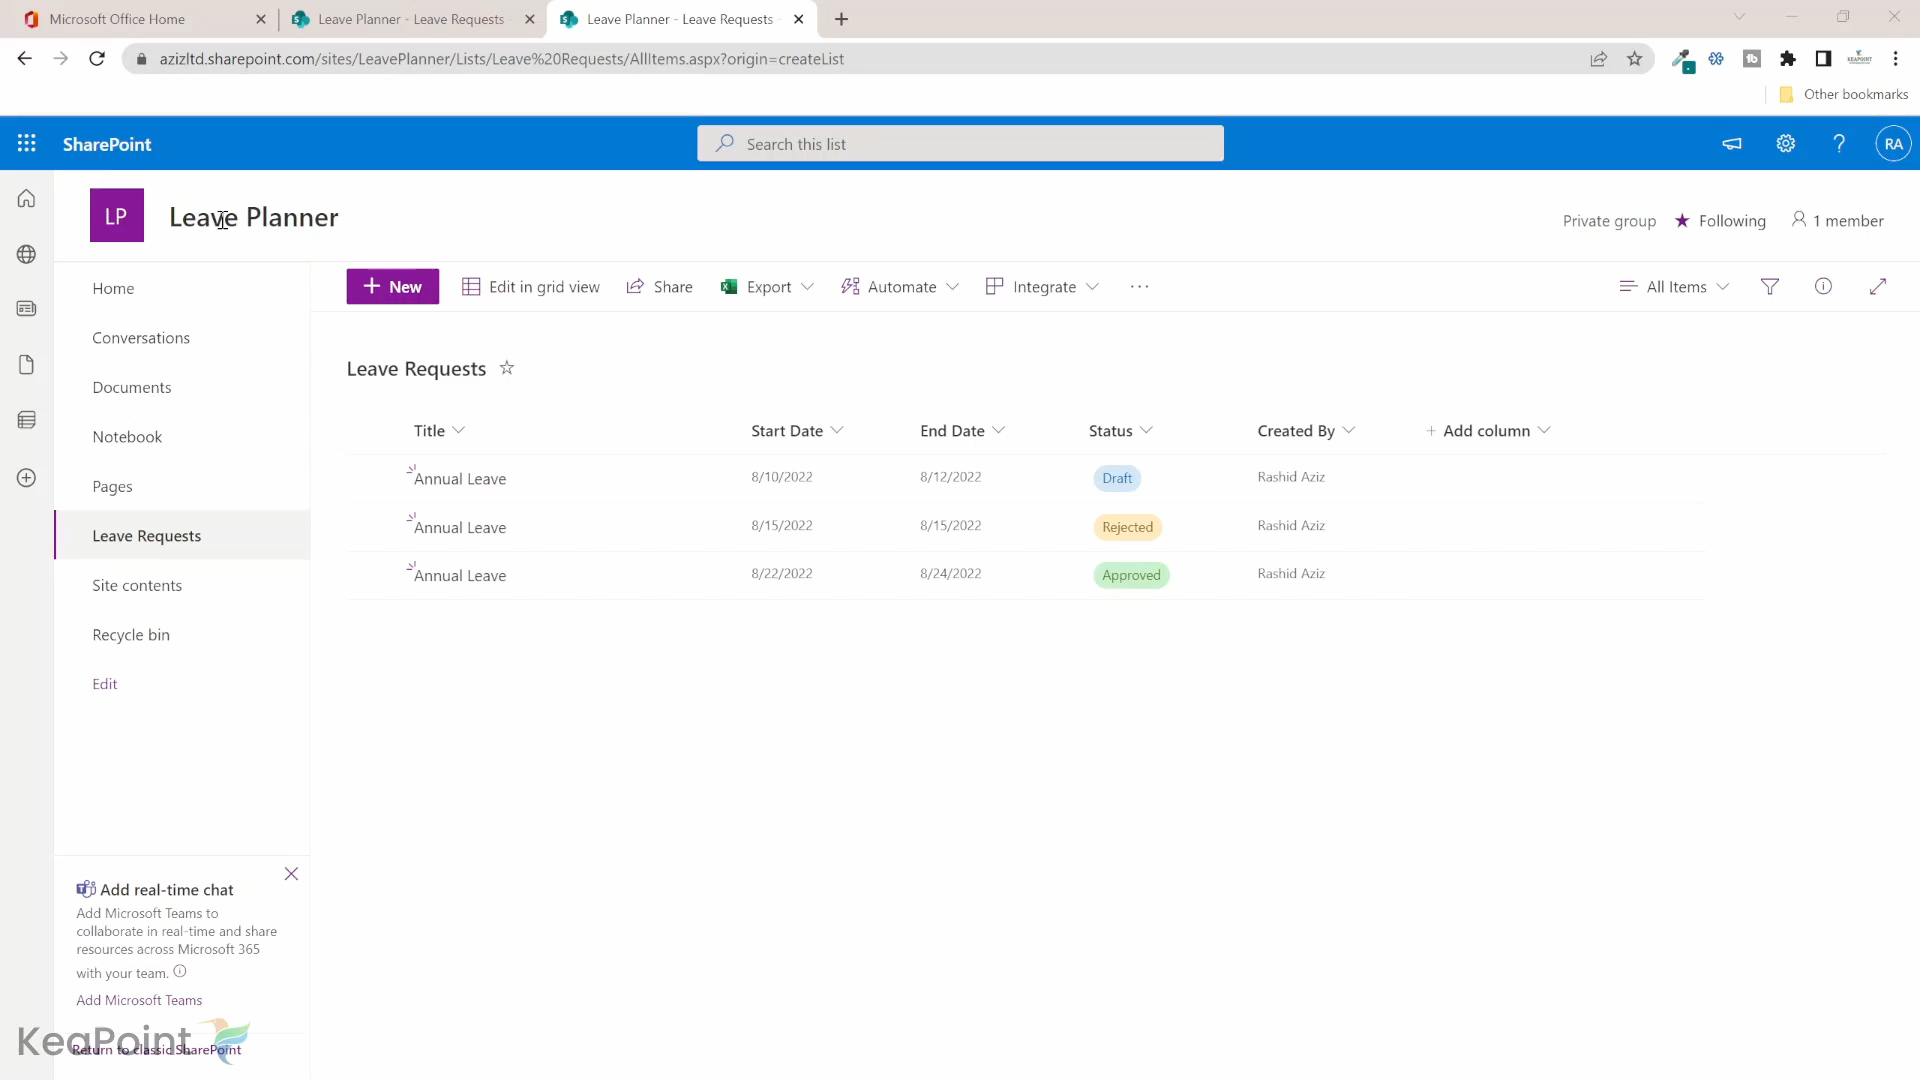 Microsoft Office Home
Leave Planner - Leave Requests
Leave Planner - Leave Requests
azizltd.sharepoint.com/sites/LeavePlanner/Lists/Leave%20Requests/AllItems.aspx?origin=createList
Other bookmarks
SharePoint
Search this list
RA
LP
Leave Planner
Private group
Following
1 member
Home
Conversations
Documents
Notebook
Pages
Leave Requests
Site contents
Recycle bin
Edit
New
Edit in grid view
Share
Export
Automate
Integrate
All Items
Leave Requests
Title Start Date End Date Status Created By Add column
Annual Leave 8/10/2022 8/12/2022 Draft Rashid Aziz
Annual Leave 8/15/2022 8/15/2022 Rejected Rashid Aziz
Annual Leave 8/22/2022 8/24/2022 Approved Rashid Aziz
Add real-time chat
Add Microsoft Teams to
collaborate in real-time and share
resources across Microsoft 365
with your team.
Add Microsoft Teams
KeaPoint
Return to classic SharePoint